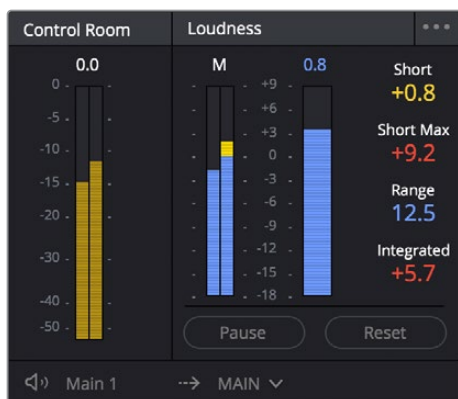 Control Room
Loudness
0.0
M
0.8
0
-5
-10
-15
-20
-30
-40
-50
+9
+6
+3
0
-3
-6
-9
-12
-15
-18
Short
+0.8
Short Max
+9.2
Range
12.5
Integrated
+5.7
Pause
Reset
Main 1
MAIN